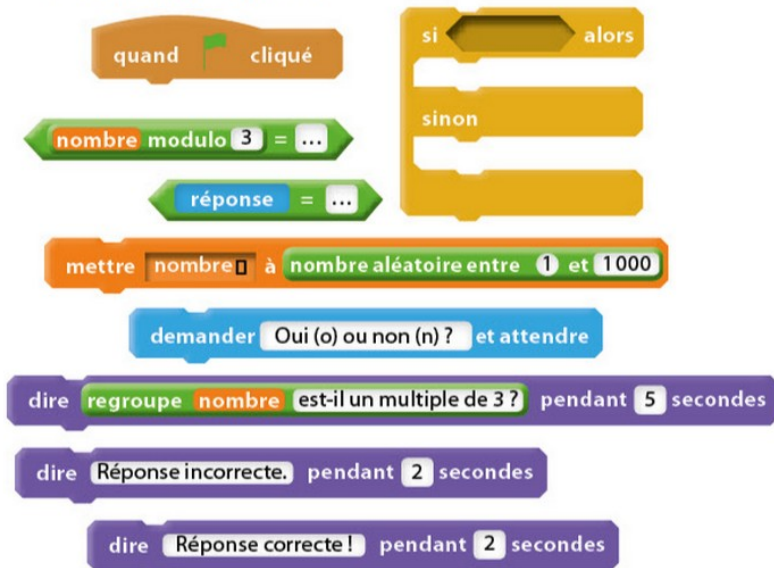 quand cliqué
si alors
sinon
nombre modulo 3 = ...
réponse = ...
mettre nombre▯ à nombre aléatoire entre 1 et 1000
demander Oui (o) ou non (n) ? et attendre
dire regroupe nombre est-il un multiple de 3 ? pendant 5 secondes
dire Réponse incorrecte. pendant 2 secondes
dire Réponse correcte ! pendant 2 secondes